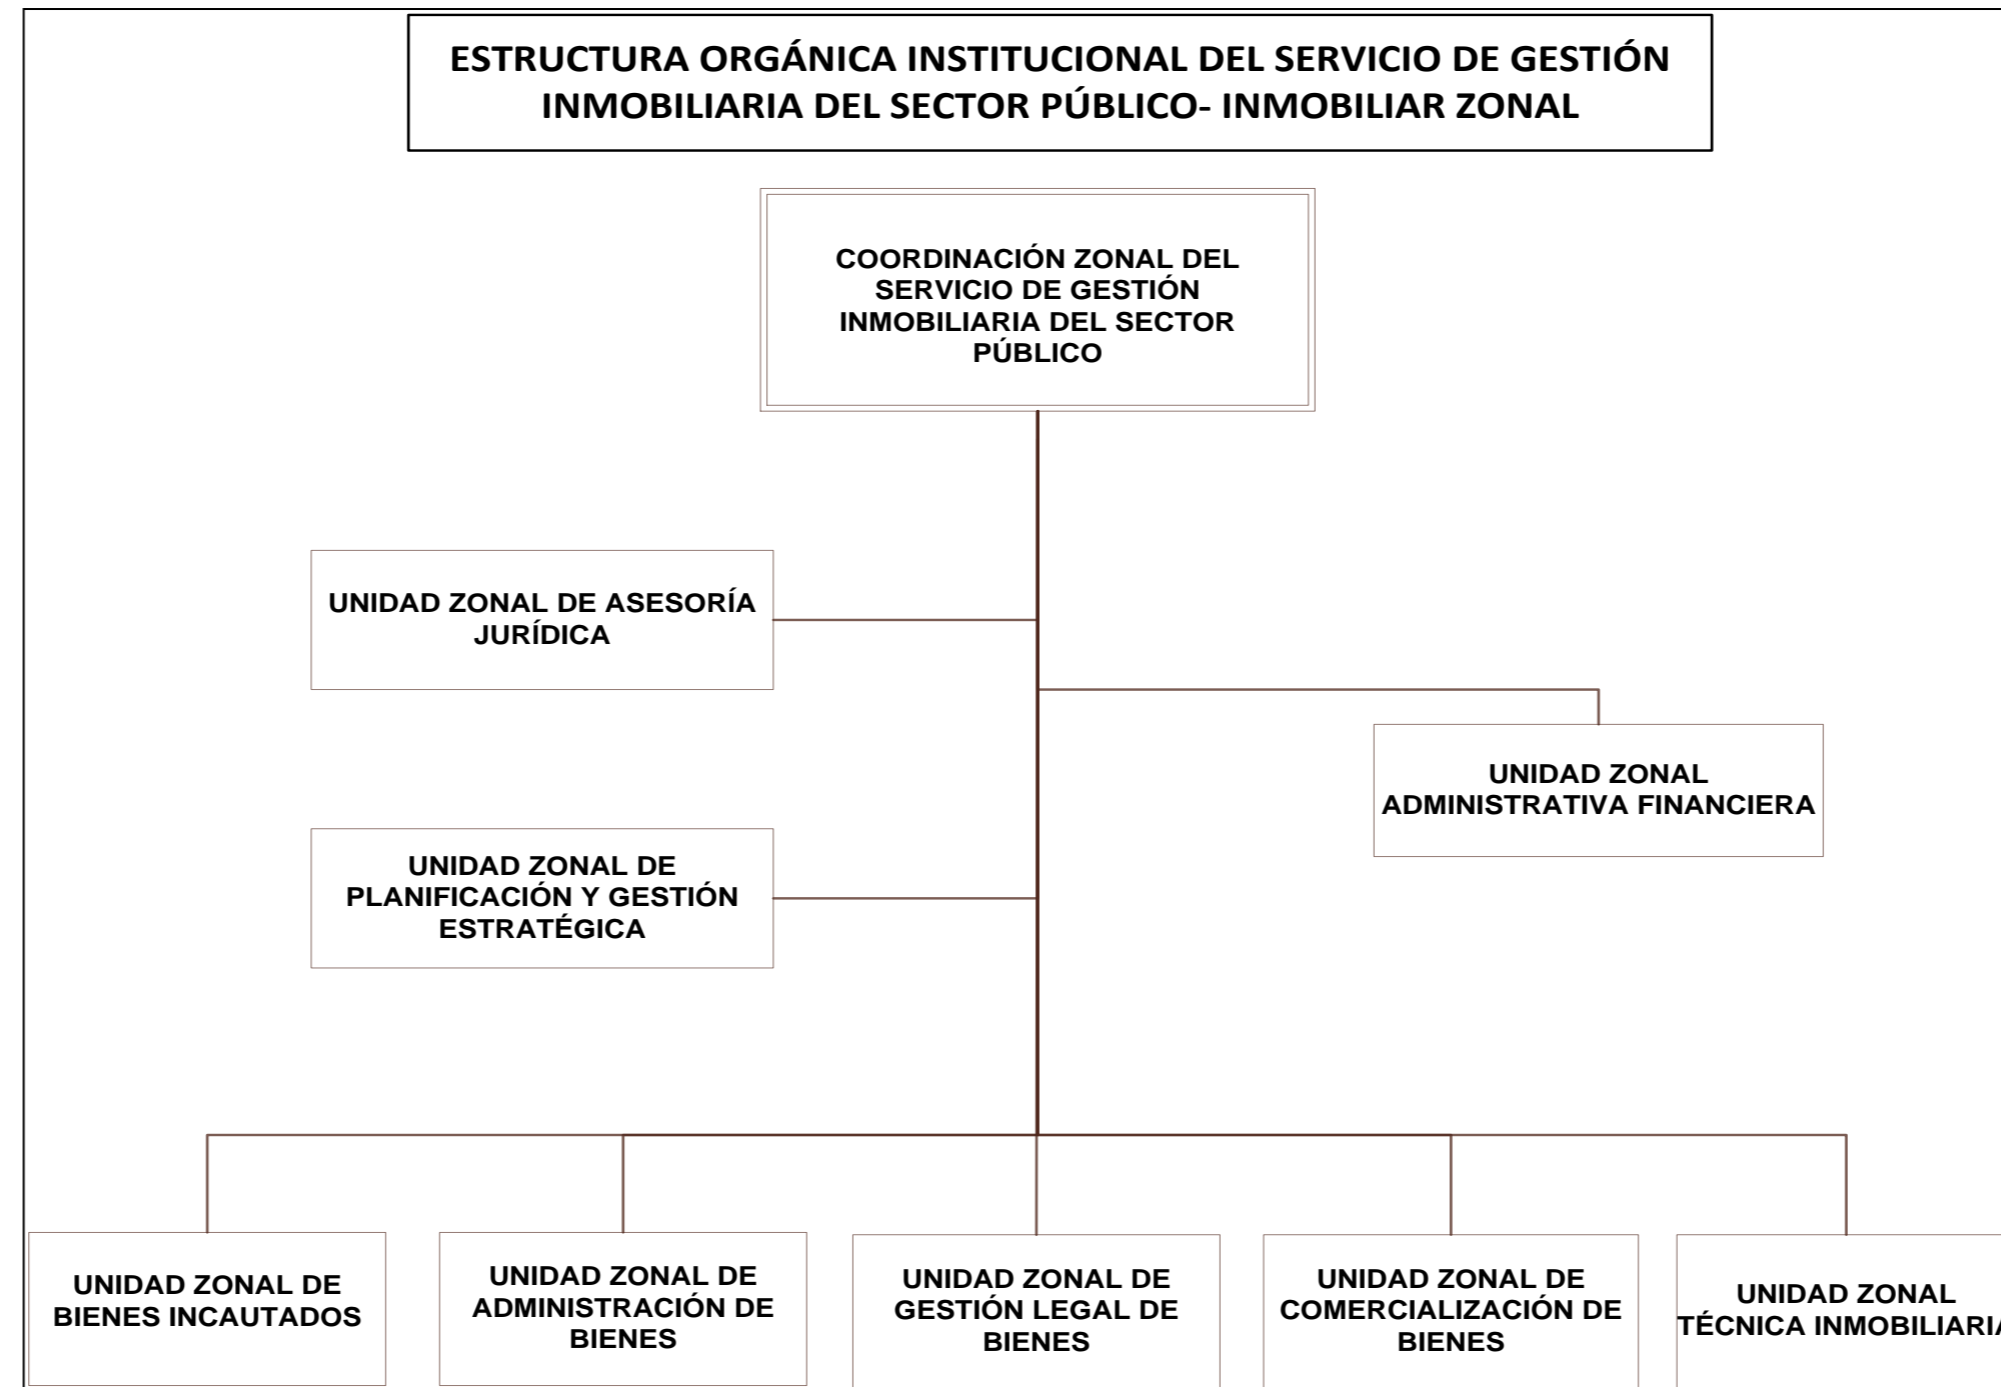 ESTRUCTURA ORGÁNICA INSTITUCIONAL DEL SERVICIO DE GESTIÓN
INMOBILIARIA DEL SECTOR PÚBLICO- INMOBILIAR ZONAL
COORDINACIÓN ZONAL DEL
SERVICIO DE GESTIÓN
INMOBILIARIA DEL SECTOR
PÚBLICO
UNIDAD ZONAL DE ASESORÍA
JURÍDICA
UNIDAD ZONAL
ADMINISTRATIVA FINANCIERA
UNIDAD ZONAL DE
PLANIFICACIÓN Y GESTIÓN
ESTRATÉGICA
UNIDAD ZONAL DE
BIENES INCAUTADOS
UNIDAD ZONAL DE
ADMINISTRACIÓN DE
BIENES
UNIDAD ZONAL DE
GESTIÓN LEGAL DE
BIENES
UNIDAD ZONAL DE
COMERCIALIZACIÓN DE
BIENES
UNIDAD ZONAL
TÉCNICA INMOBILIARIA